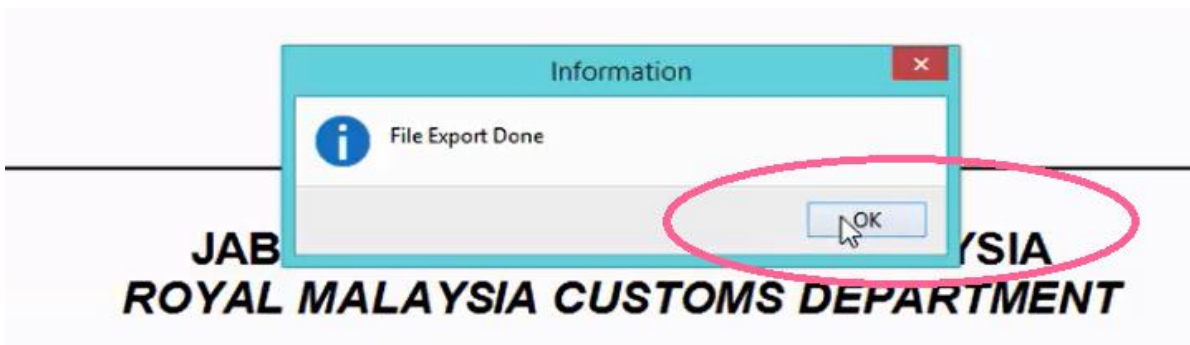 Information
File Export Done
OK
JAB YSIA
ROYAL MALAYSIA CUSTOMS DEPARTMENT